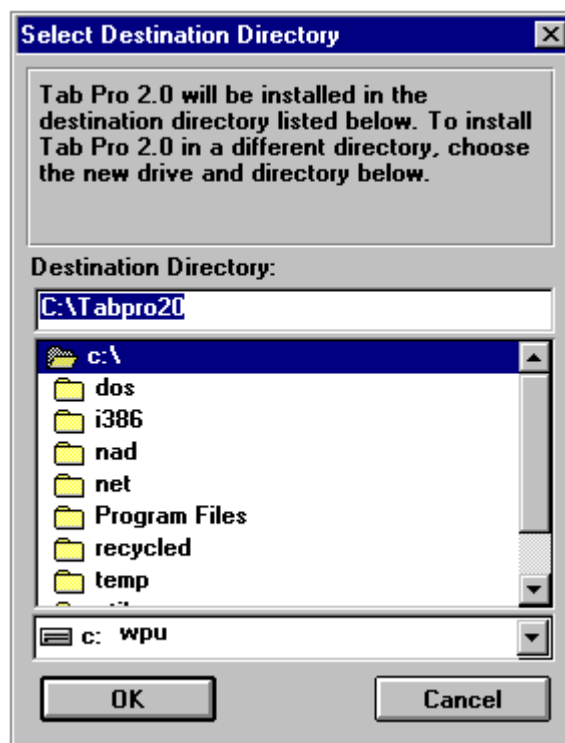 Select Destination Directory
Tab Pro 2.0 will be installed in the
destination directory listed below. To install
Tab Pro 2.0 in a different directory, choose
the new drive and directory below.
Destination Directory:
C:\Tabpro20
c:\
dos
i386
nad
net
Program Files
recycled
temp
c: wpu
OK Cancel